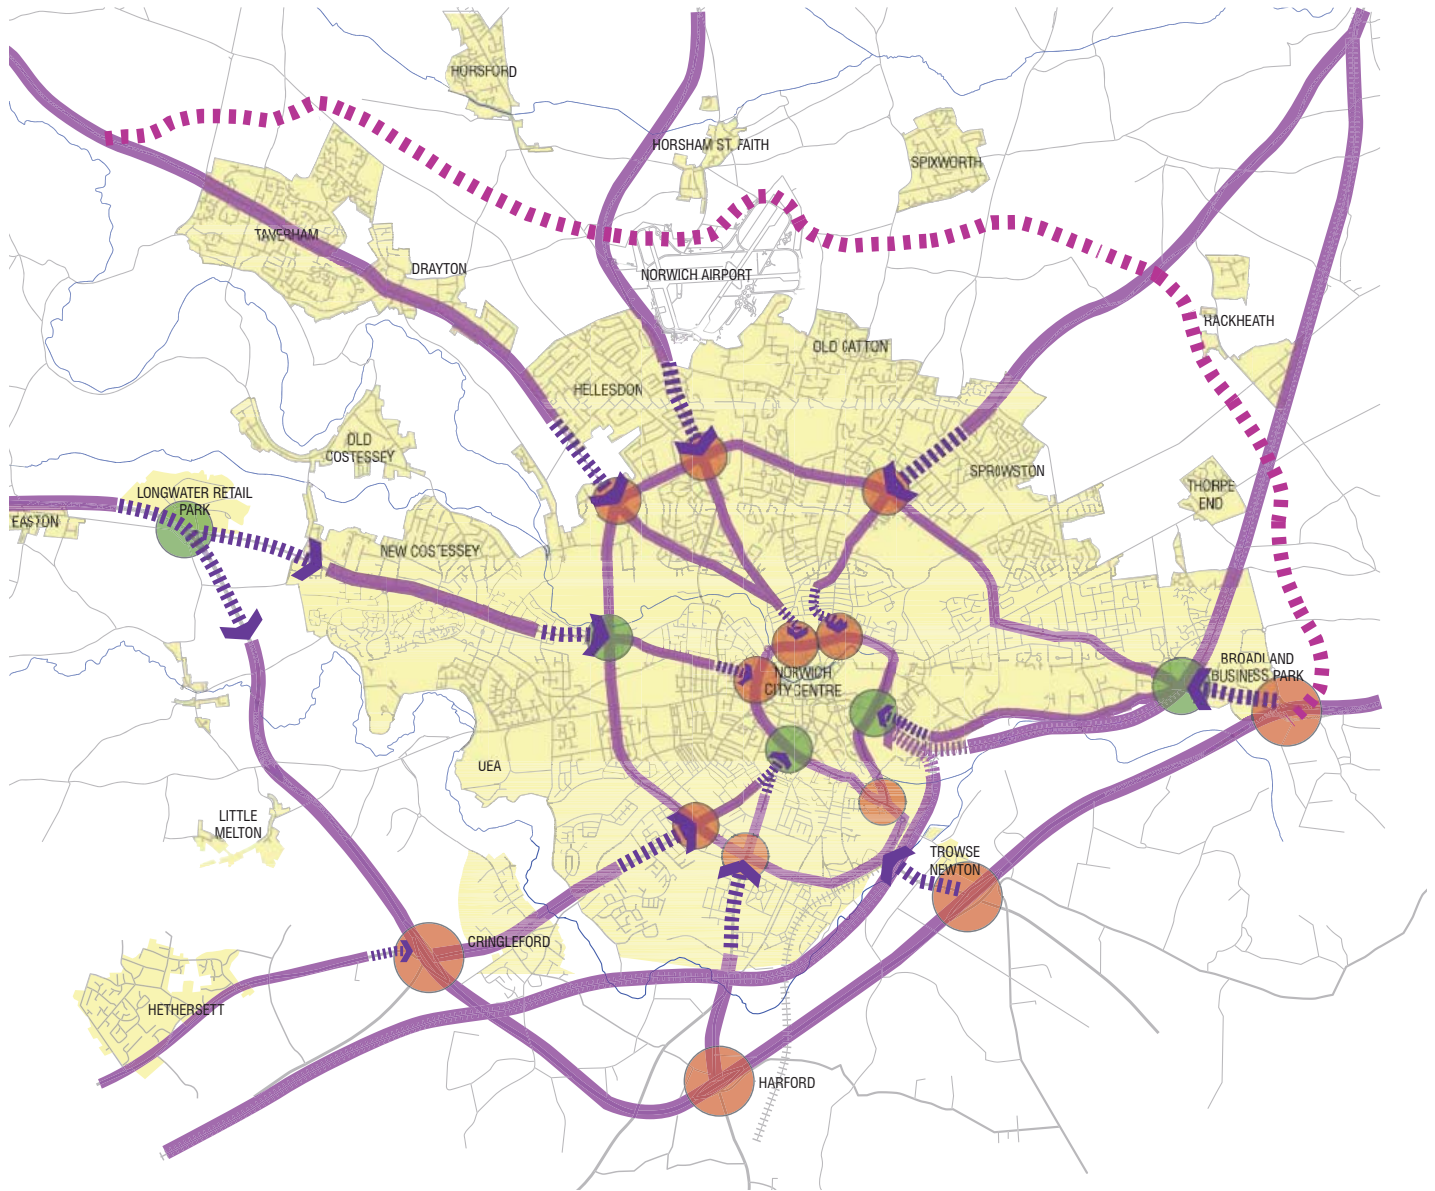 HORSFORD
HORSHAM ST. FAITH
SPIXWORTH
TAVERHAM
DRAYTON
NORWICH AIRPORT
RACKHEATH
OLD CATTON
HELLESDON
OLD
COSTESSEY
SPROWSTON
LONGWATER RETAIL
PARK
THORPE
END
EASTON
NEW COSTESSEY
BROADLAND
BUSINESS PARK
NORWICH
CITY CENTRE
UEA
LITTLE
MELTON
TROWSE
NEWTON
CRINGLEFORD
HETHERSETT
HARFORD